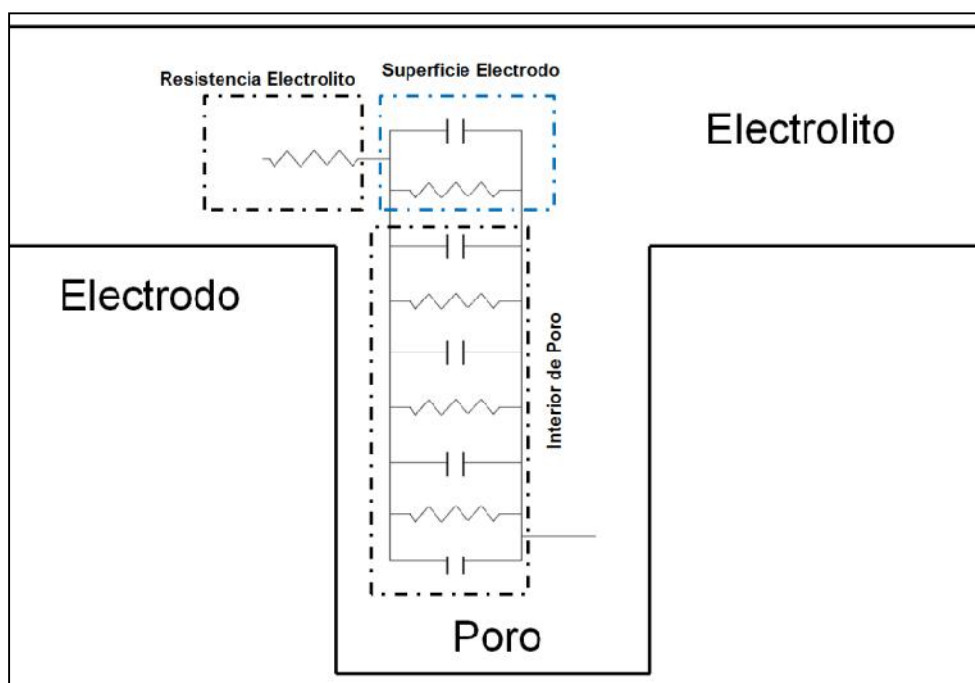 Resistencia Electrolito
Superficie Electrodo
Electrolito
Electrodo
Interior de Poro
Poro